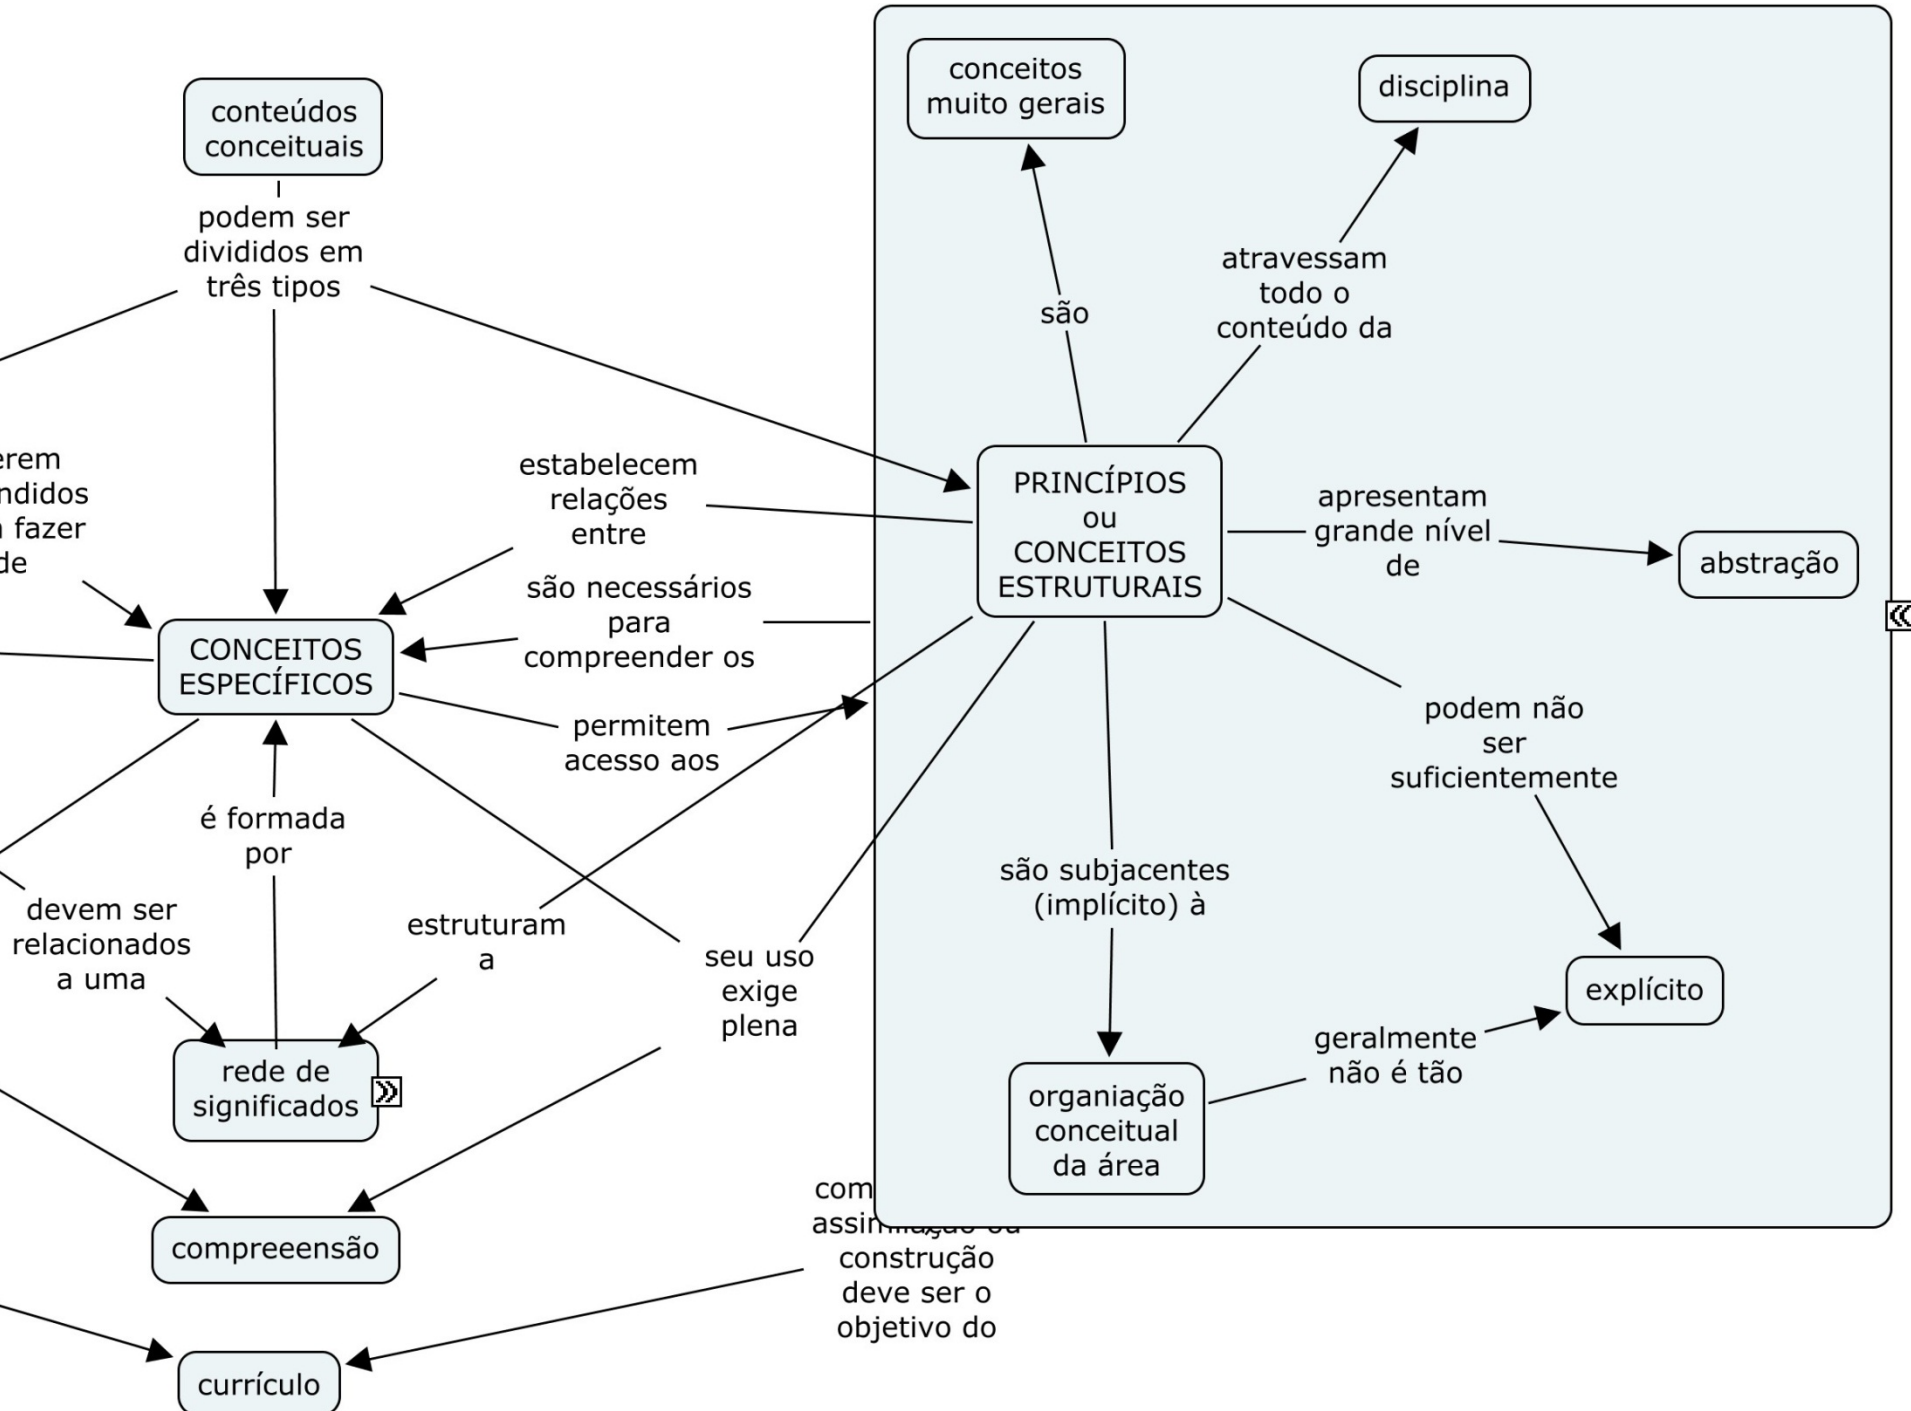 conteúdos
conceituais
podem ser
divididos em
três tipos
conceitos
muito gerais
disciplina
são
atravessam
todo o
conteúdo da
estabelecem
relações
entre
PRINCÍPIOS
ou
CONCEITOS
ESTRUTURAIS
apresentam
grande nível
de
abstração
fazer
de
são necessários
para
compreender os
CONCEITOS
ESPECÍFICOS
permitem
acesso aos
podem não
ser
suficientemente
é formada
por
são subjacentes
(implícito) à
devem ser
relacionados
a uma
estruturam
a
seu uso
exige
plena
explícito
geralmente
não é tão
rede de
significados
organiação
conceitual
da área
compreeensão
construção
deve ser o
objetivo do
currículo